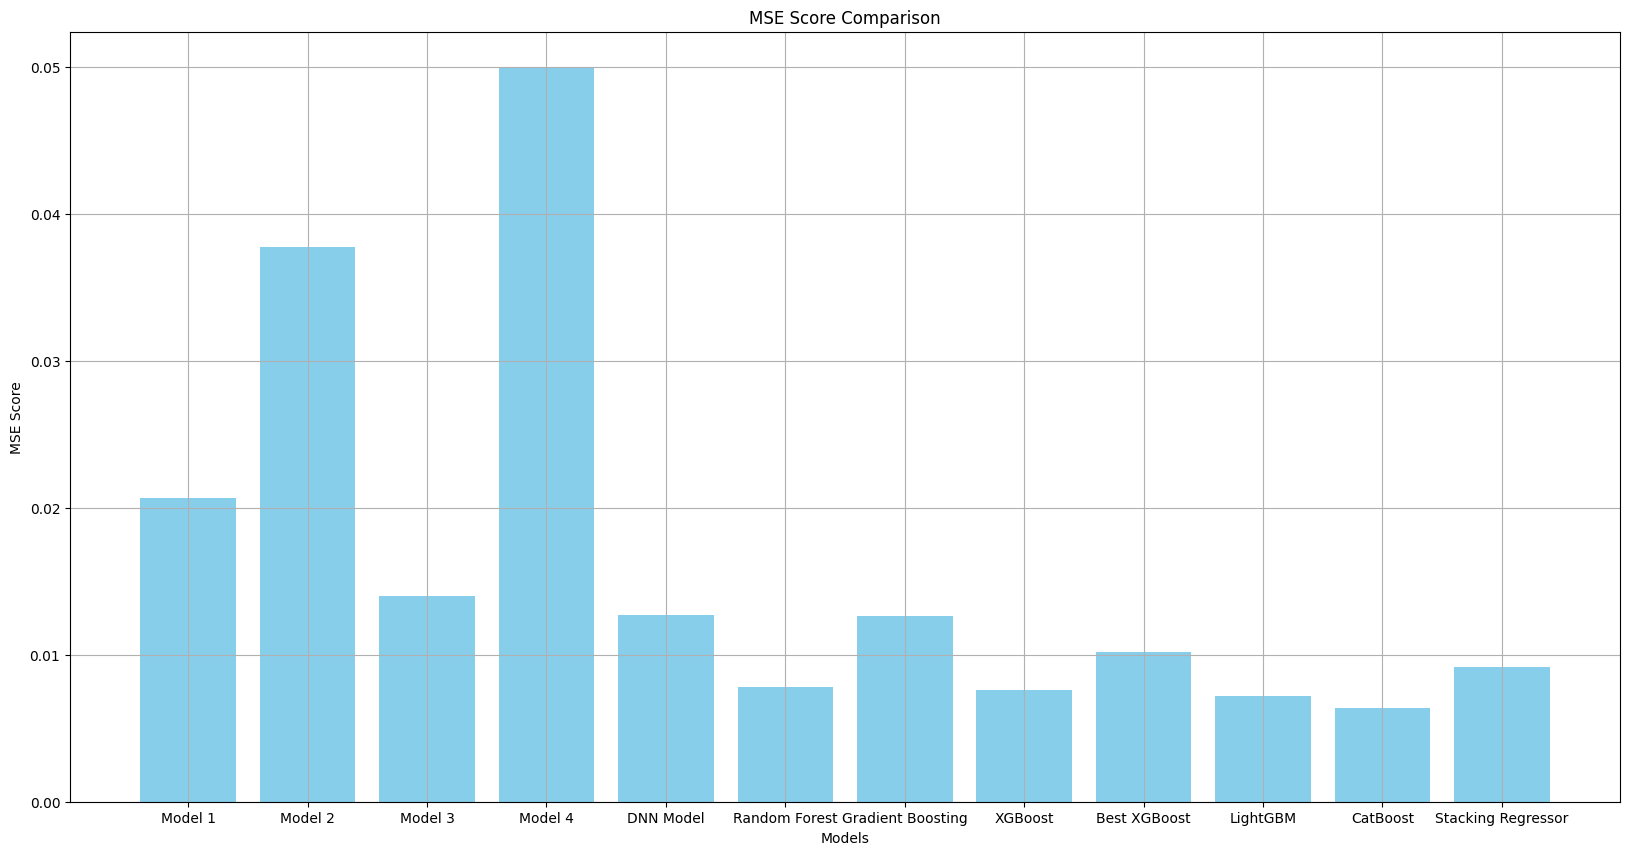 MSE Score Comparison
MSE Score
0.05
0.04
0.03
0.02
0.01
0.00
Model 1 Model 2 Model 3 Model 4 DNN Model Random Forest Gradient Boosting XGBoost Best XGBoost LightGBM CatBoost Stacking Regressor
Models